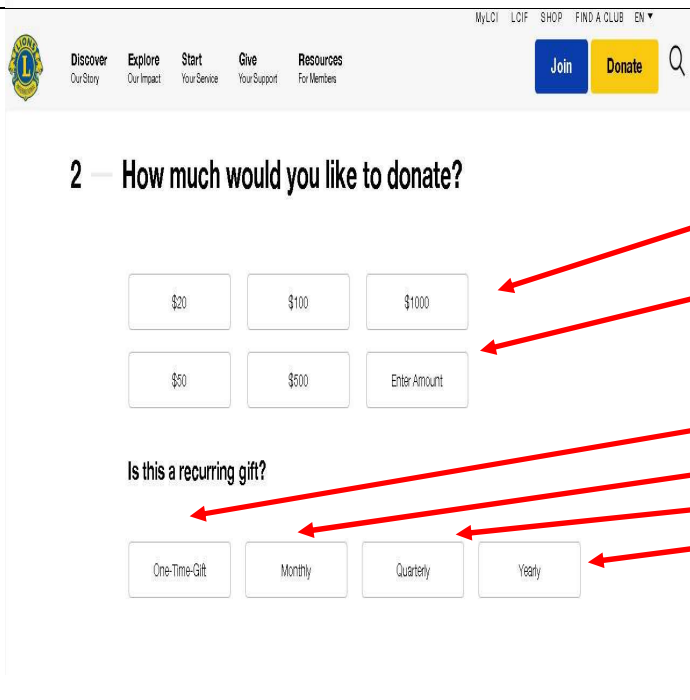 MyLCI LCIF SHOP FIND A CLUB EN
Discover Explore Start Give Resources
Our Story Our Impact Your Service Your Support For Members
Join Donate
L
2 — How much would you like to donate?
$20 $100 $1000
$50 $500 Enter Amount
Is this a recurring gift?
One-Time-Gift Monthly Quarterly Yearly